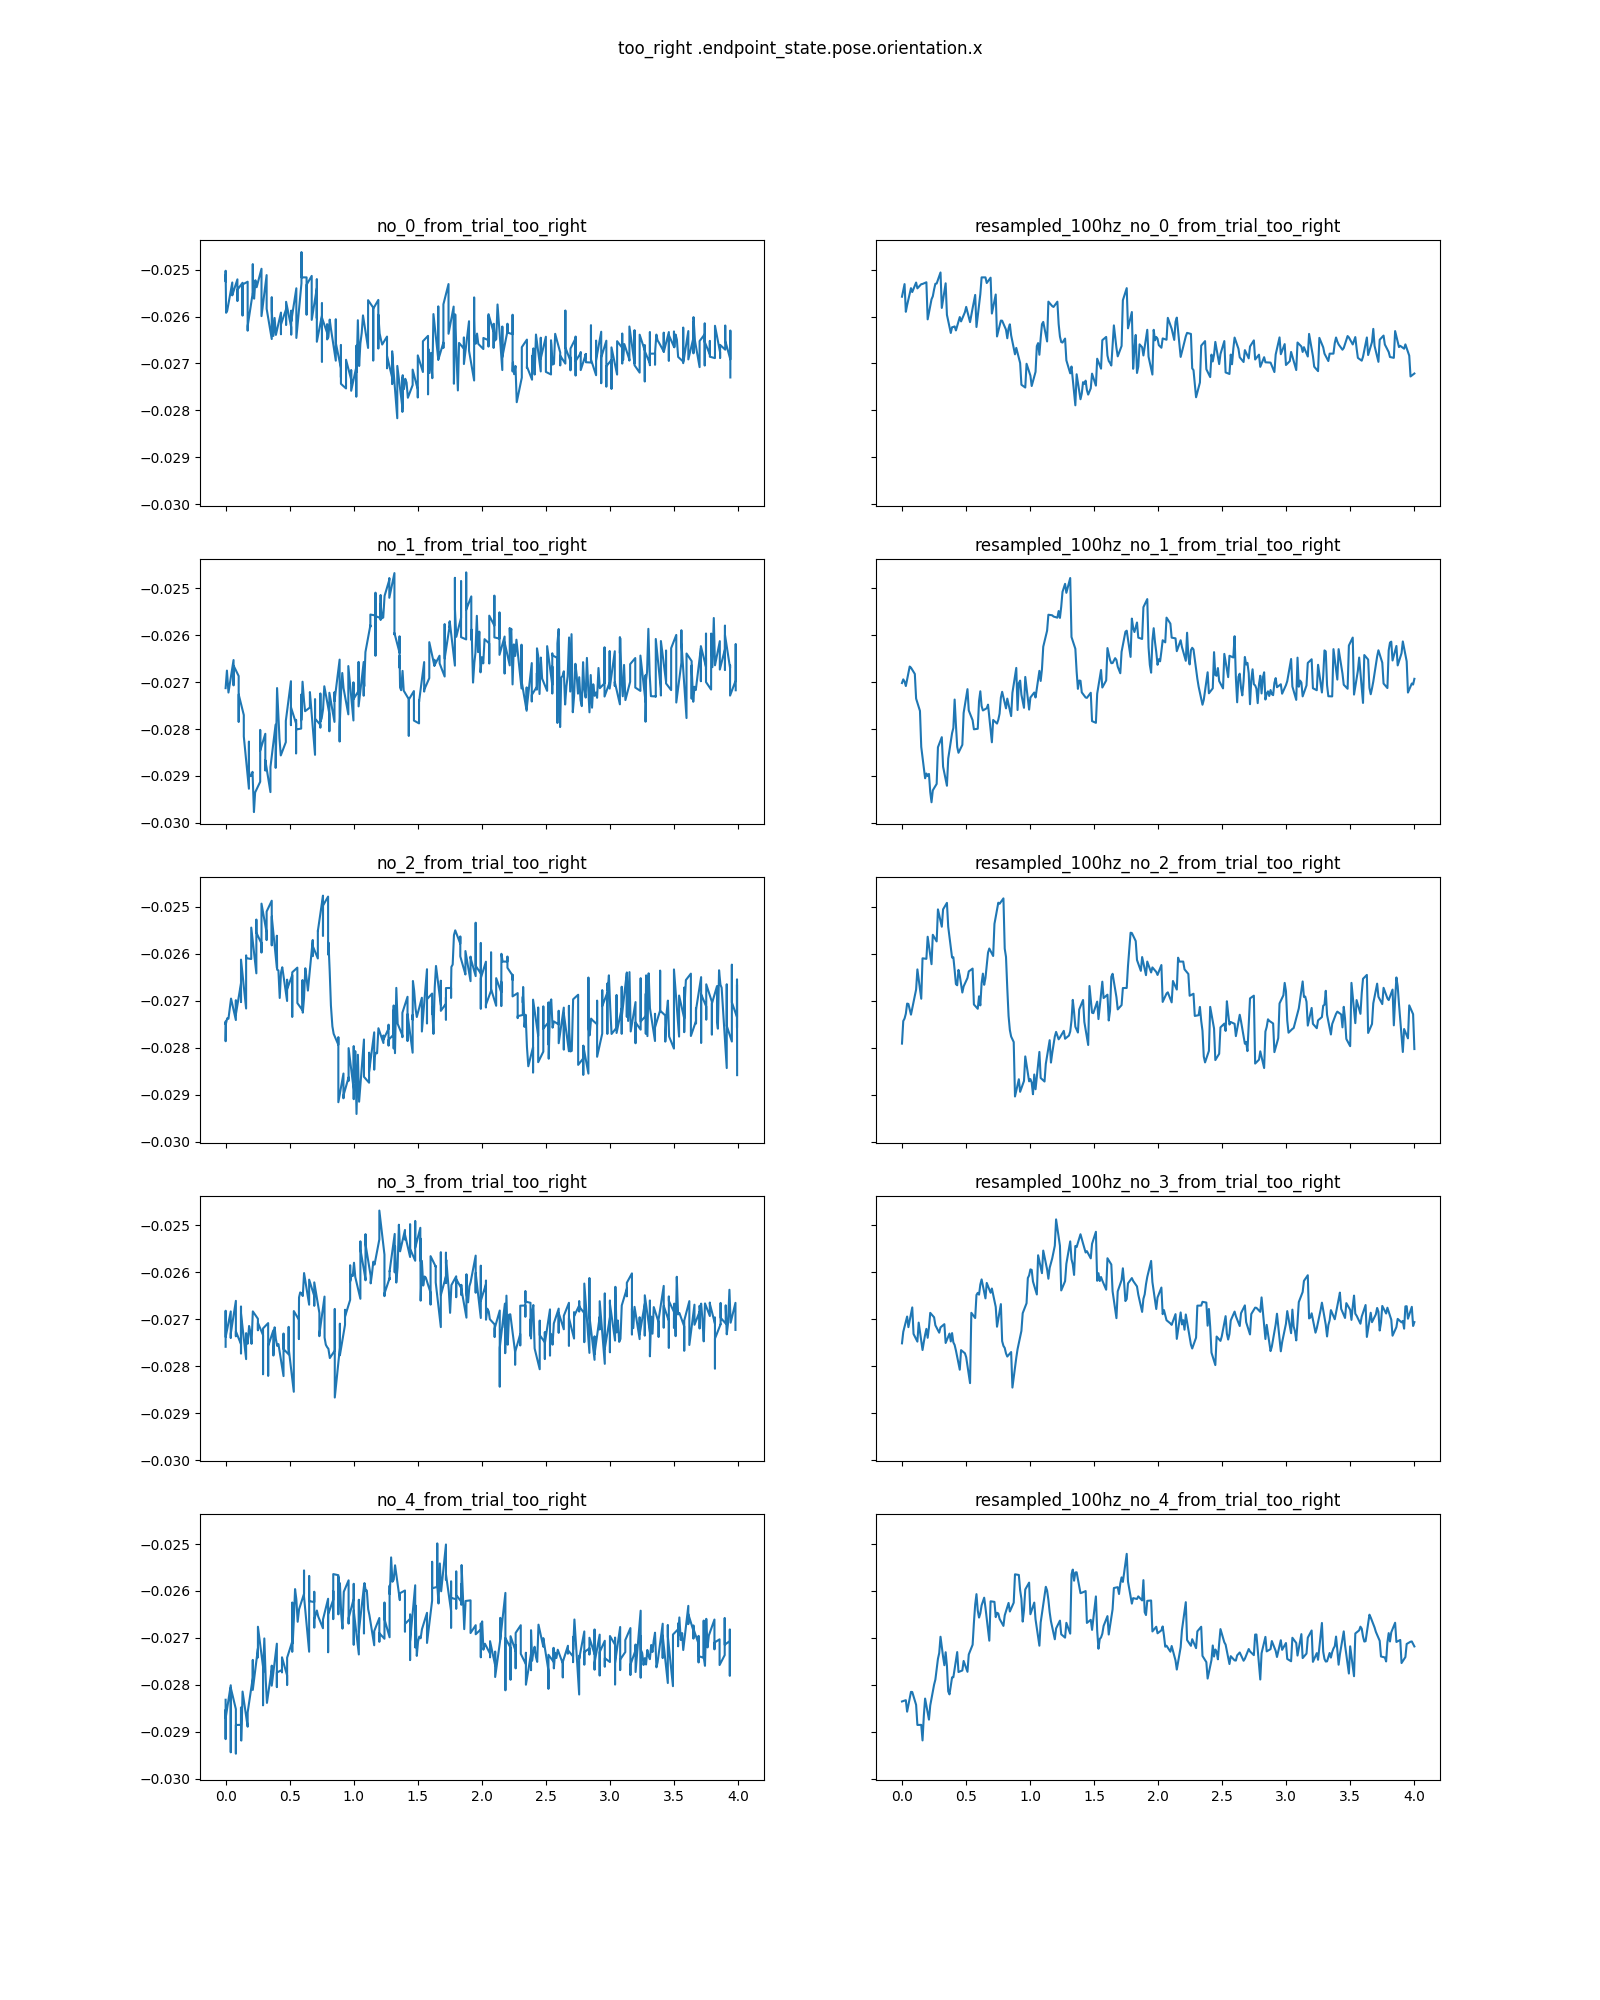 too_right .endpoint_state.pose.orientation.x
no_0_from_trial_too_right
resampled_100hz_no_0_from_trial_too_right
−0.025
−0.026
−0.027
−0.028
−0.029
−0.030
no_1_from_trial_too_right
resampled_100hz_no_1_from_trial_too_right
−0.025
−0.026
−0.027
−0.028
−0.029
−0.030
no_2_from_trial_too_right
resampled_100hz_no_2_from_trial_too_right
−0.025
−0.026
−0.027
−0.028
−0.029
−0.030
no_3_from_trial_too_right
resampled_100hz_no_3_from_trial_too_right
−0.025
−0.026
−0.027
−0.028
−0.029
−0.030
no_4_from_trial_too_right
resampled_100hz_no_4_from_trial_too_right
−0.025
−0.026
−0.027
−0.028
−0.029
−0.030
0.0 0.5 1.0 1.5 2.0 2.5 3.0 3.5 4.0
0.0 0.5 1.0 1.5 2.0 2.5 3.0 3.5 4.0